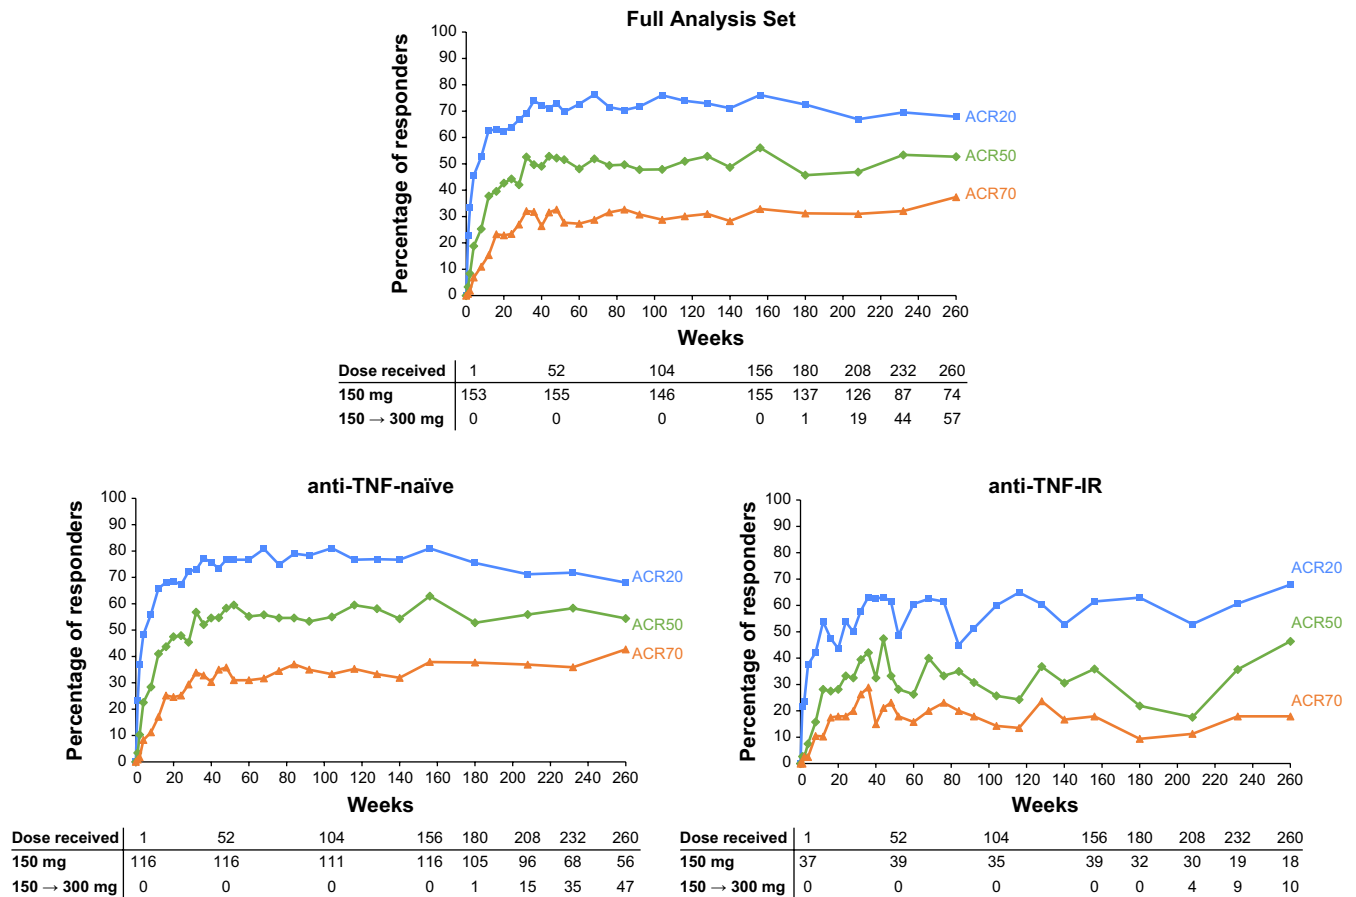 Full Analysis Set
Percentage of responders
100
90
80
70
60
50
40
30
20
10
0
0 20 40 60 80 100 120 140 160 180 200 220 240 260
Weeks
ACR20
ACR50
ACR70
Dose received 1 52 104 156 180 208 232 260
150 mg 153 155 146 155 137 126 87 74
150 → 300 mg 0 0 0 0 1 19 44 57
anti-TNF-naïve
Percentage of responders
100
90
80
70
60
50
40
30
20
10
0
0 20 40 60 80 100 120 140 160 180 200 220 240 260
Weeks
ACR20
ACR50
ACR70
Dose received 1 52 104 156 180 208 232 260
150 mg 116 116 111 116 105 96 68 56
150 → 300 mg 0 0 0 0 1 15 35 47
anti-TNF-IR
Percentage of responders
100
90
80
70
60
50
40
30
20
10
0
0 20 40 60 80 100 120 140 160 180 200 220 240 260
Weeks
ACR20
ACR50
ACR70
Dose received 1 52 104 156 180 208 232 260
150 mg 37 39 35 39 32 30 19 18
150 → 300 mg 0 0 0 0 0 4 9 10